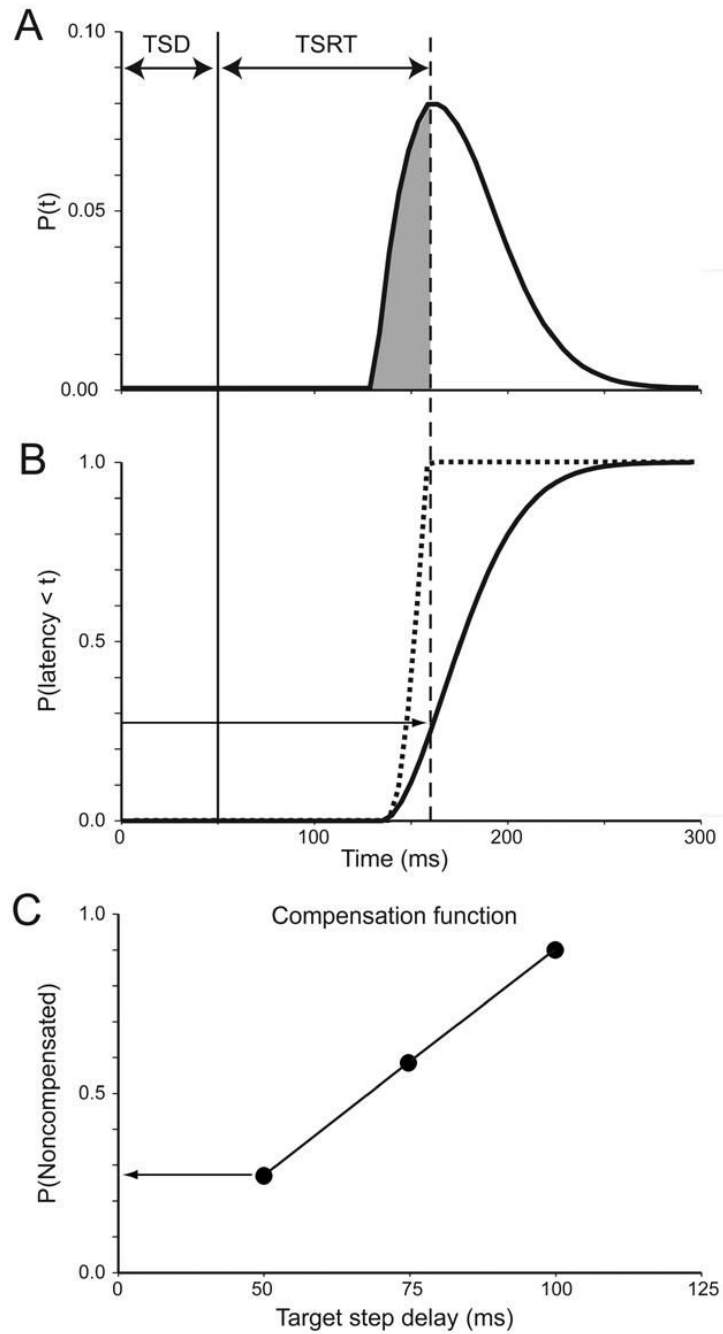 A
TSD
TSRT
0.10
0.05
0.00
P(t)
B
1.0
0.5
0.0
P(latency < t)
0
100
200
300
Time (ms)
C
Compensation function
1.0
0.5
0.0
P(Noncompensated)
0
50
75
100
125
Target step delay (ms)